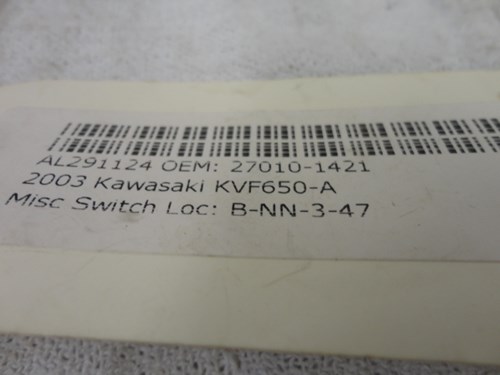 AL291124 OEM: 27010-1421
2003 Kawasaki KVF650-A
Misc Switch Loc: B-NN-3-47